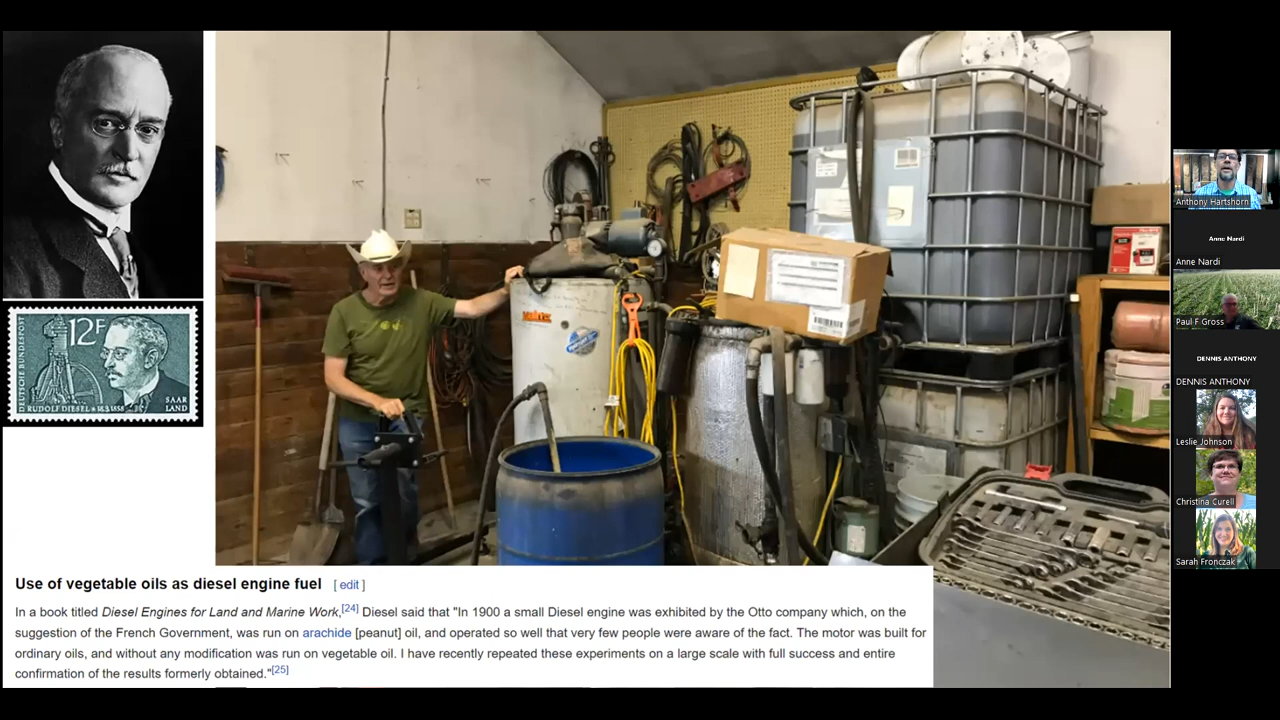 12F
DEUTSCHE BUNDESPOST
SAAR
LAND
RUDOLF DIESEL
Use of vegetable oils as diesel engine fuel [ edit ]
In a book titled Diesel Engines for Land and Marine Work,[24] Diesel said that "In 1900 a small Diesel engine was exhibited by the Otto company which, on the
suggestion of the French Government, was run on arachide [peanut] oil, and operated so well that very few people were aware of the fact. The motor was built for
ordinary oils, and without any modification was run on vegetable oil. I have recently repeated these experiments on a large scale with full success and entire
confirmation of the results formerly obtained."[25]
Anthony Hartshorn
Anne Nardi
Anne Nardi
Paul F Gross
DENNIS ANTHONY
DENNIS ANTHONY
Leslie Johnson
Christina Curell
Sarah Fronczak